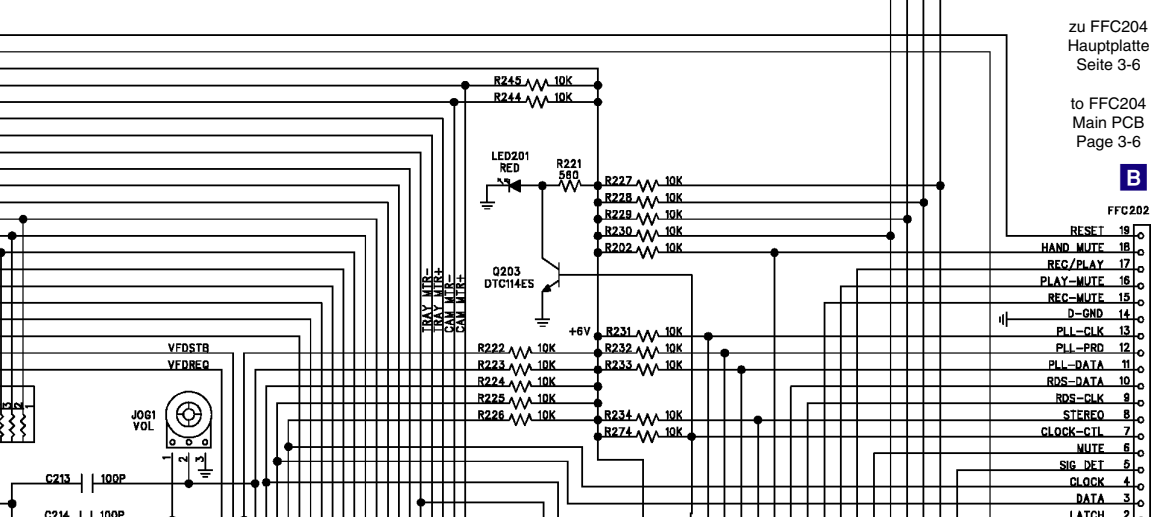 zu FFC204
Hauptplatte
Seite 3-6
to FFC204
Main PCB
Page 3-6
B
FFC202
R245 10K
R244 10K
LED201
RED
R221
560
R227 10K
R228 10K
R229 10K
R230 10K
R202 10K
Q203
DTC114ES
TRAY MTR-
TRAY MTR+
CAM MTR-
CAM MTR+
+6V
R231 10K
R232 10K
R233 10K
R234 10K
R274 10K
R222 10K
R223 10K
R224 10K
R225 10K
R226 10K
VFDSTB
VFDREQ
3 2 1
JOG1
VOL
1 2 3
C213 100P
C214 100P
RESET 19
HAND MUTE 18
REC/PLAY 17
PLAY-MUTE 16
REC-MUTE 15
D-GND 14
PLL-CLK 13
PLL-PRD 12
PLL-DATA 11
RDS-DATA 10
RDS-CLK 9
STEREO 8
CLOCK-CTL 7
MUTE 6
SIG DET 5
CLOCK 4
DATA 3
LATCH 2